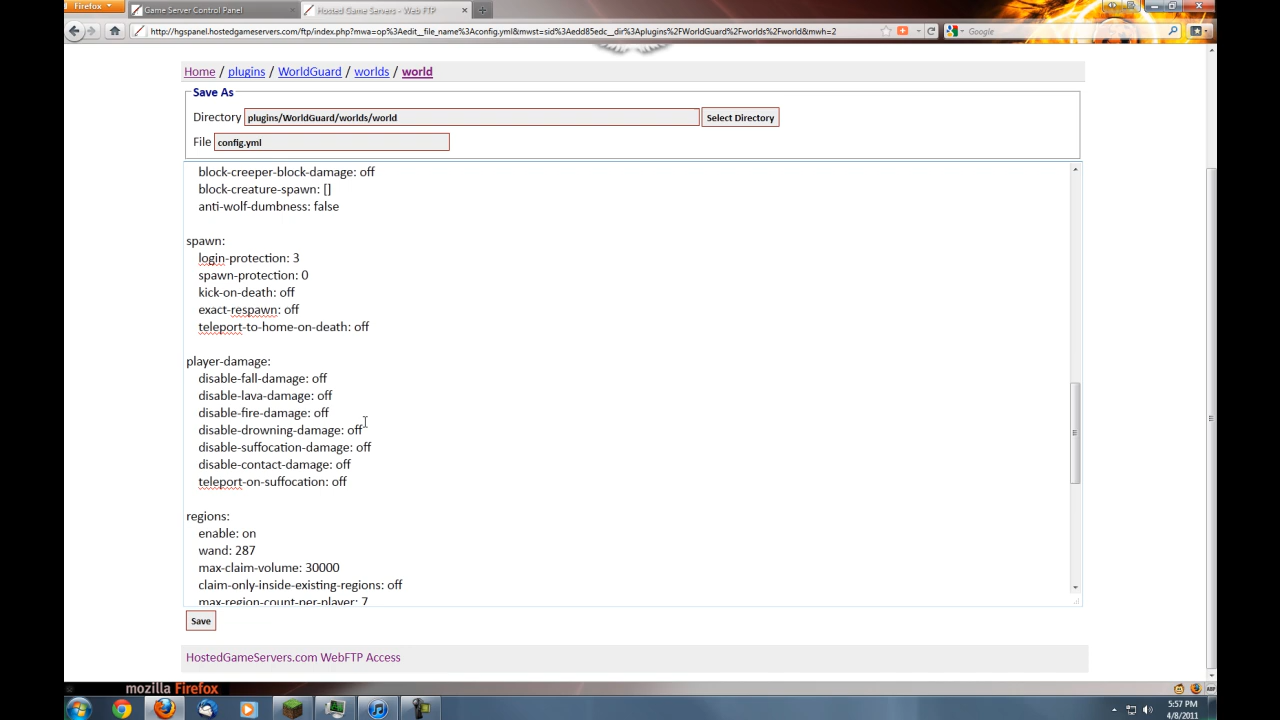 Firefox
Game Server Control Panel
Hosted Game Servers - Web FTP
http://hgspanel.hostedgameservers.com/ftp/index.php?mwa=op%3Aedit__file_name%3Aconfig.yml&mwst=sid%3Aedd85edc__dir%3Aplugins%2FWorldGuard%2Fworlds%2Fworld&mwh=2
Google
Home / plugins / WorldGuard / worlds / world
Save As
Directory plugins/WorldGuard/worlds/world Select Directory
File config.yml
block-creeper-block-damage: off
block-creature-spawn: []
anti-wolf-dumbness: false
spawn:
login-protection: 3
spawn-protection: 0
kick-on-death: off
exact-respawn: off
teleport-to-home-on-death: off
player-damage:
disable-fall-damage: off
disable-lava-damage: off
disable-fire-damage: off
disable-drowning-damage: off
disable-suffocation-damage: off
disable-contact-damage: off
teleport-on-suffocation: off
regions:
enable: on
wand: 287
max-claim-volume: 30000
claim-only-inside-existing-regions: off
max-region-count-per-player: 7
Save
HostedGameServers.com WebFTP Access
mozilla Firefox
ABP
5:57 PM
4/8/2011